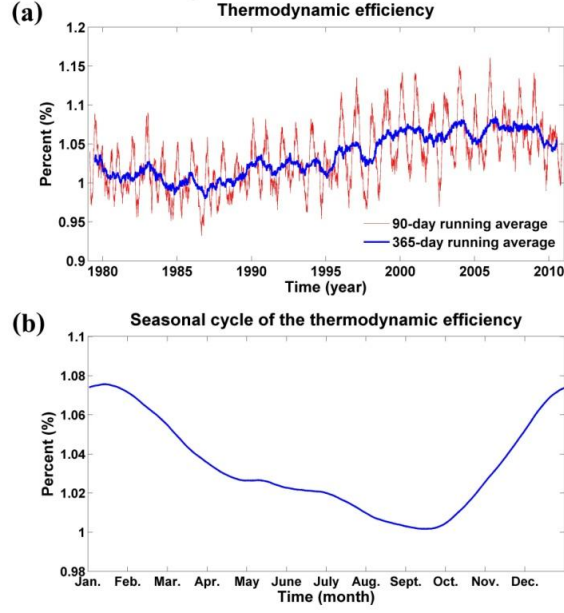 (a)
Thermodynamic efficiency
1.2
1.15
1.1
1.05
1
0.95
0.9
Percent (%)
90-day running average
365-day running average
1980 1985 1990 1995 2000 2005 2010
Time (year)
(b)
Seasonal cycle of the thermodynamic efficiency
1.1
1.08
1.06
1.04
1.02
1
0.98
Percent (%)
Jan. Feb. Mar. Apr. May June July Aug. Sept. Oct. Nov. Dec.
Time (month)